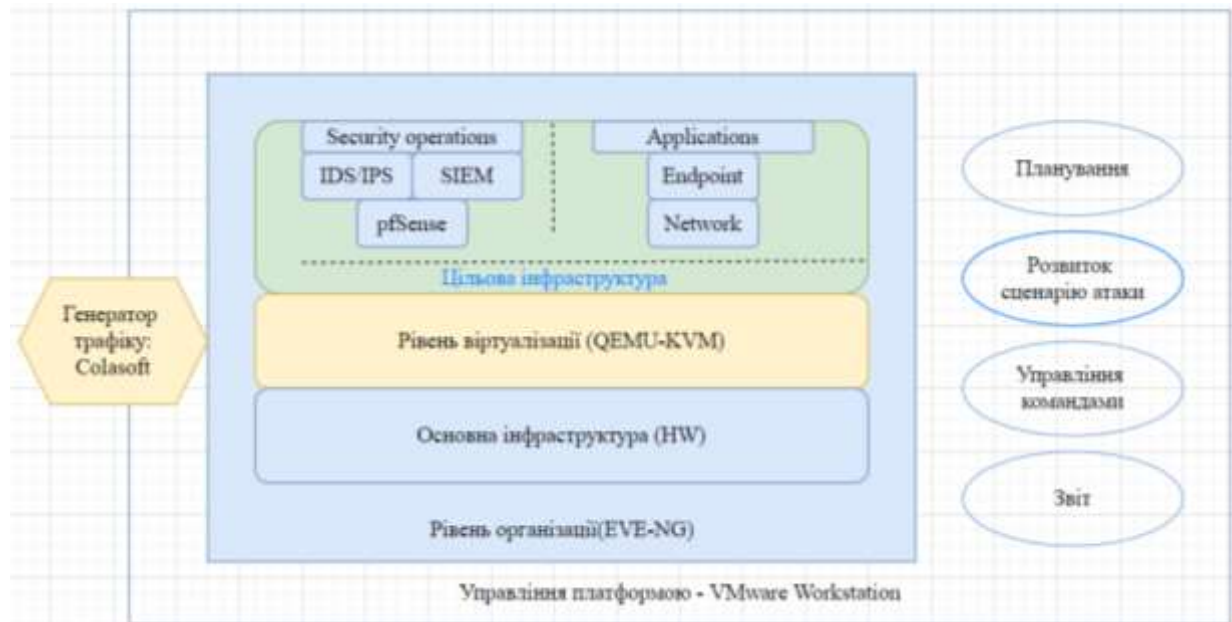 Security operations
IDS/IPS
SIEM
pfSense
Applications
Endpoint
Network
Цільова інфраструктура
Генератор
трафіку:
Colasoft
Рівень віртуалізації (QEMU-KVM)
Основна інфраструктура (HW)
Рівень організації(EVE-NG)
Управління платформою - VMware Workstation
Планування
Розвиток
сценарію атаки
Управління
командами
Звіт